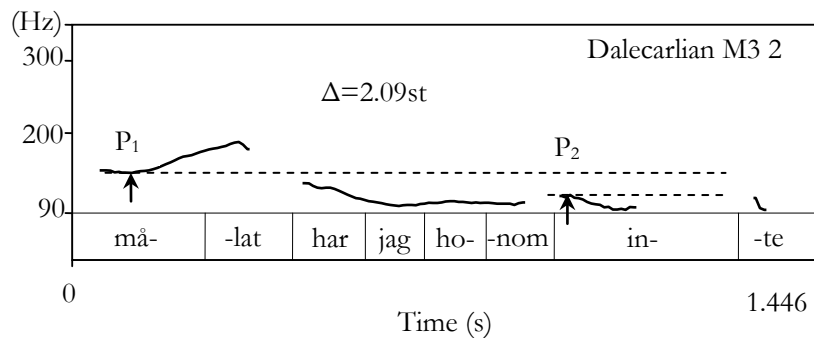 (Hz)
300
Dalecarlian M3 2
Δ=2.09st
200
P1
P2
90
må- -lat har jag ho- -nom in- -te
0
1.446
Time (s)